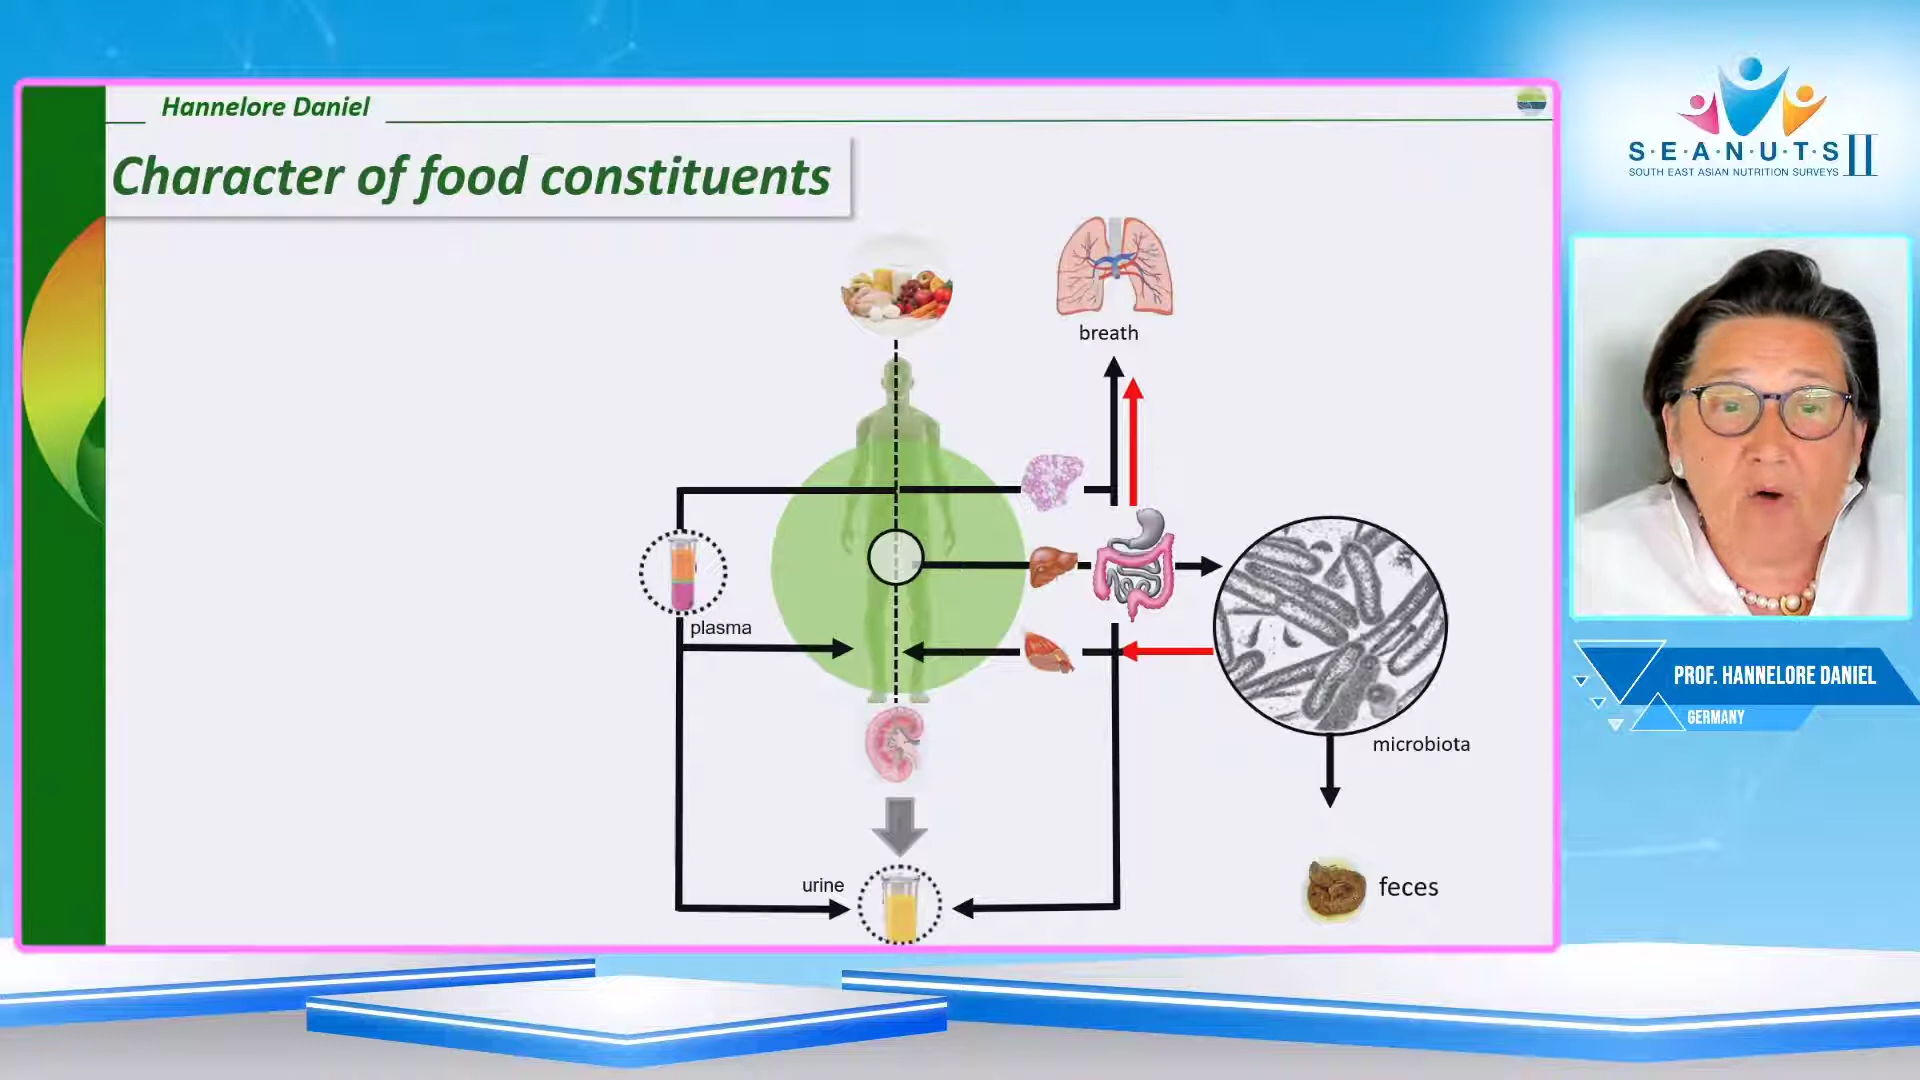 Hannelore Daniel
Character of food constituents
breath
plasma
microbiota
urine
feces
S·E·A·N·U·T·S II
SOUTH EAST ASIAN NUTRITION SURVEYS
PROF. HANNELORE DANIEL
GERMANY